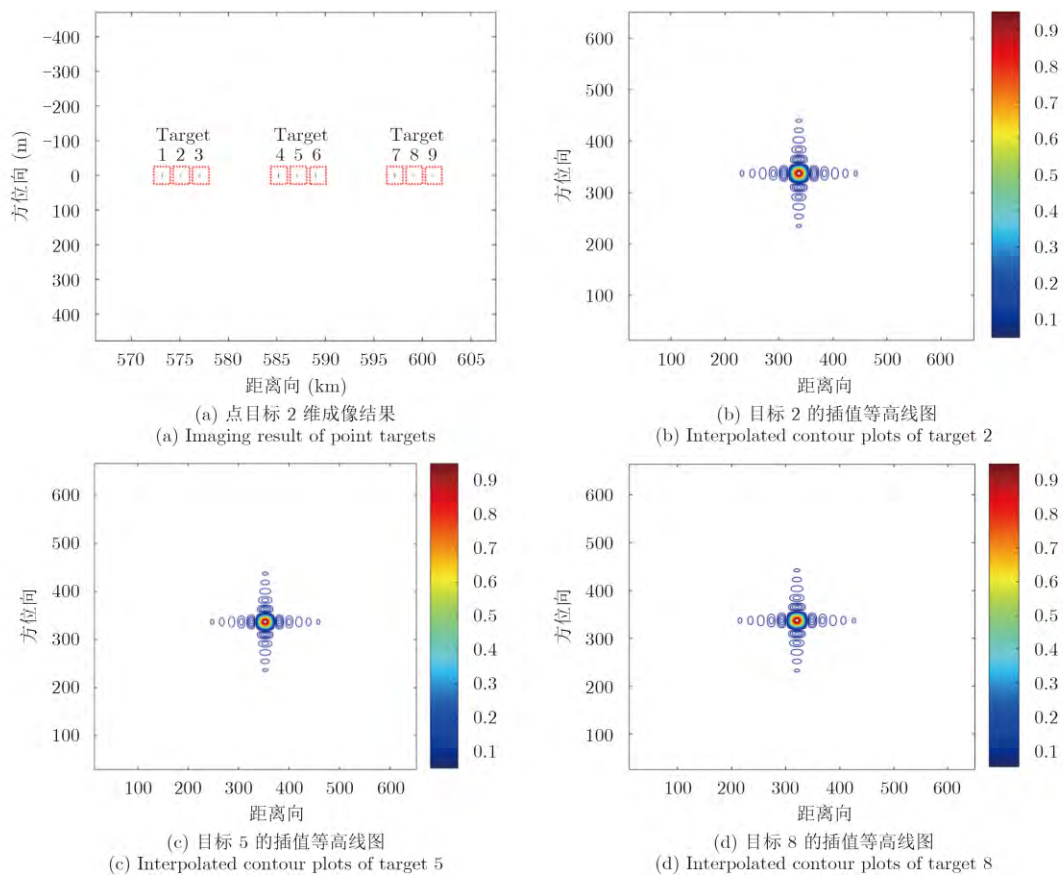 −400
−300
−200
−100
0
100
200
300
400
方位向 (m)
Target
1 2 3
Target
4 5 6
Target
7 8 9
570 575 580 585 590 595 600 605
距离向 (km)
(a) 点目标 2 维成像结果
(a) Imaging result of point targets
600
500
400
300
200
100
方位向
100 200 300 400 500 600
距离向
0.9
0.8
0.7
0.6
0.5
0.4
0.3
0.2
0.1
(b) 目标 2 的插值等高线图
(b) Interpolated contour plots of target 2
600
500
400
300
200
100
方位向
100 200 300 400 500 600
距离向
0.9
0.8
0.7
0.6
0.5
0.4
0.3
0.2
0.1
(c) 目标 5 的插值等高线图
(c) Interpolated contour plots of target 5
600
500
400
300
200
100
方位向
100 200 300 400 500 600
距离向
0.9
0.8
0.7
0.6
0.5
0.4
0.3
0.2
0.1
(d) 目标 8 的插值等高线图
(d) Interpolated contour plots of target 8